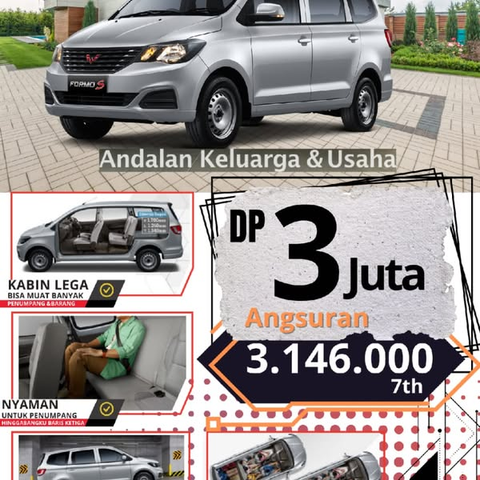 FORMO S
Andalan Keluarga & Usaha
DP
3
Juta
Angsuran
3.146.000
7th
KABIN LEGA
BISA MUAT BANYAK
PENUMPANG & BARANG
NYAMAN
UNTUK PENUMPANG
HINGGA BANGKU BARIS KETIGA